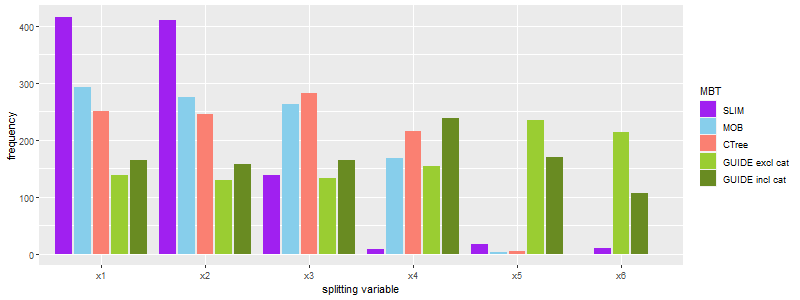 frequency
400
300
200
100
0
x1 x2 x3 x4 x5 x6
splitting variable
MBT
SLIM
MOB
CTree
GUIDE excl cat
GUIDE incl cat